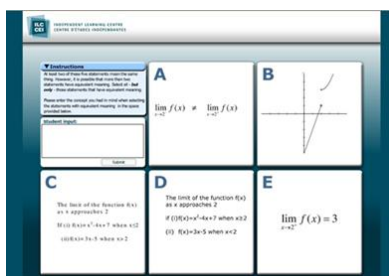 ILC
CEI
INDEPENDENT LEARNING CENTRE
CENTRE D'ÉTUDES INDÉPENDANTES
▼ Instructions
At least two of these five statements mean the same
thing. However, it is possible that more than two
statements have equivalent meaning. Select all - but
only - those statements that have equivalent meaning.
Please enter the concept you had in mind when selecting
the statements with equivalent meaning in the space
provided below.
Student Input:
Submit
A
lim f(x) ≠ lim f(x)
B
C
The limit of the function f(x)
as x approaches 2
If (i) f(x)=x²-4x+7 when x≤2
(ii) f(x)=3x-5 when x>2
D
The limit of the function f(x)
as x approaches 2
if (i)f(x)=x²-4x+7 when x≥2
(ii) f(x)=3x-5 when x<2
E
lim f(x) = 3